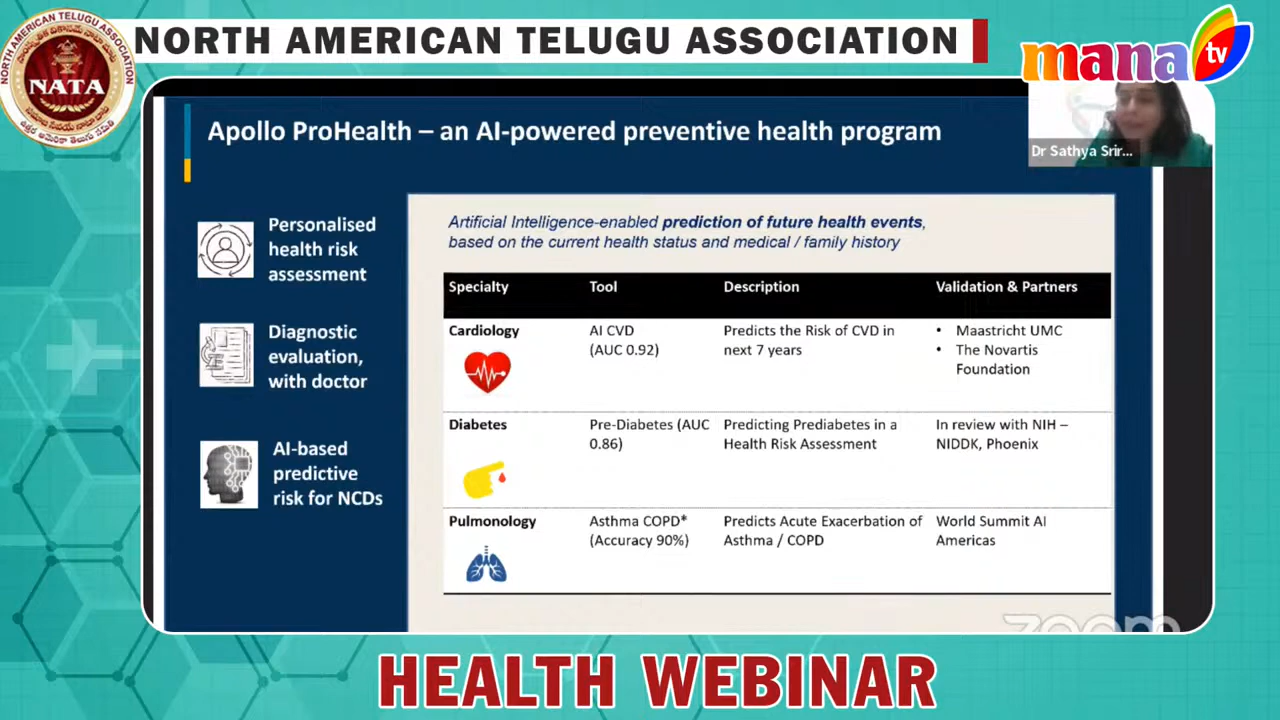 NORTH AMERICAN TELUGU ASSOCIATION
NORTH AMERICAN TELUGU ASSOCIATION
NATA
mana tv
Dr Sathya Srir...
Apollo ProHealth – an AI-powered preventive health program
Personalised
health risk
assessment
Diagnostic
evaluation,
with doctor
AI-based
predictive
risk for NCDs
Artificial Intelligence-enabled prediction of future health events,
based on the current health status and medical / family history
Specialty Tool Description Validation & Partners
Cardiology AI CVD Predicts the Risk of CVD in • Maastricht UMC
(AUC 0.92) next 7 years • The Novartis
Foundation
Diabetes Pre-Diabetes (AUC Predicting Prediabetes in a In review with NIH –
0.86) Health Risk Assessment NIDDK, Phoenix
Pulmonology Asthma COPD* Predicts Acute Exacerbation of World Summit AI
(Accuracy 90%) Asthma / COPD Americas
zoom
HEALTH WEBINAR